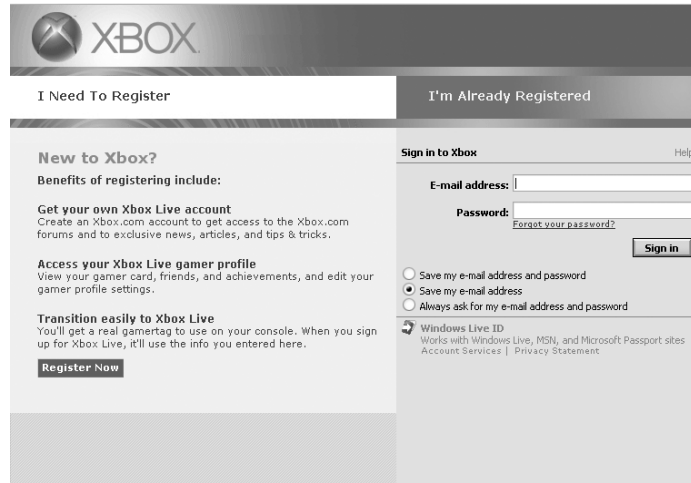 XBOX
I Need To Register
I'm Already Registered
New to Xbox?
Benefits of registering include:
Get your own Xbox Live account
Create an Xbox.com account to get access to the Xbox.com
forums and to exclusive news, articles, and tips & tricks.
Access your Xbox Live gamer profile
View your gamer card, friends, and achievements, and edit your
gamer profile settings.
Transition easily to Xbox Live
You'll get a real gamertag to use on your console. When you sign
up for Xbox Live, it'll use the info you entered here.
Register Now
Sign in to Xbox
Help
E-mail address:
Password:
Forgot your password?
Sign in
Save my e-mail address and password
Save my e-mail address
Always ask for my e-mail address and password
Windows Live ID
Works with Windows Live, MSN, and Microsoft Passport sites
Account Services | Privacy Statement